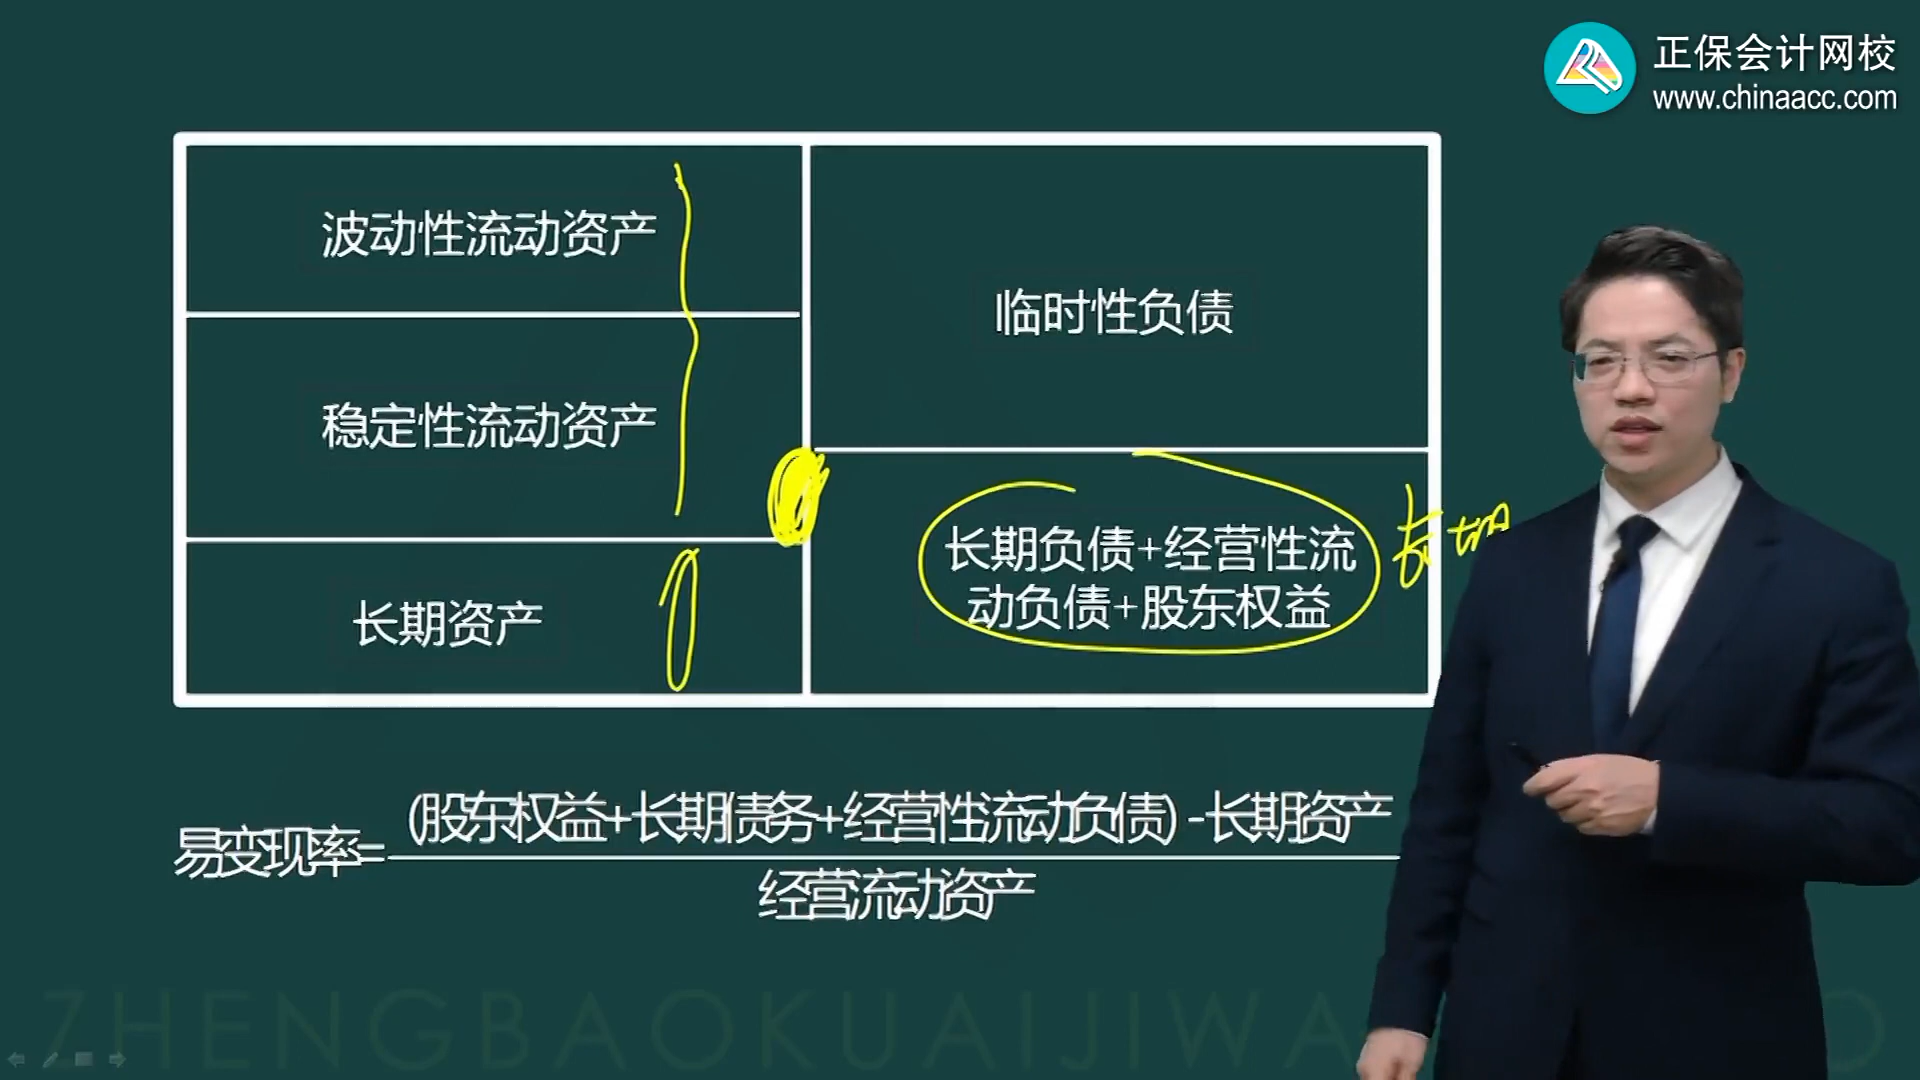 正保会计网校
www.chinaacc.com
波动性流动资产
临时性负债
稳定性流动资产
长期负债+经营性流
动负债+股东权益
长期
长期资产
(股东权益+长期债务+经营性流动负债)-长期资产
易变现率=
经营流动资产
ZHENGBAOKUAIJIWA